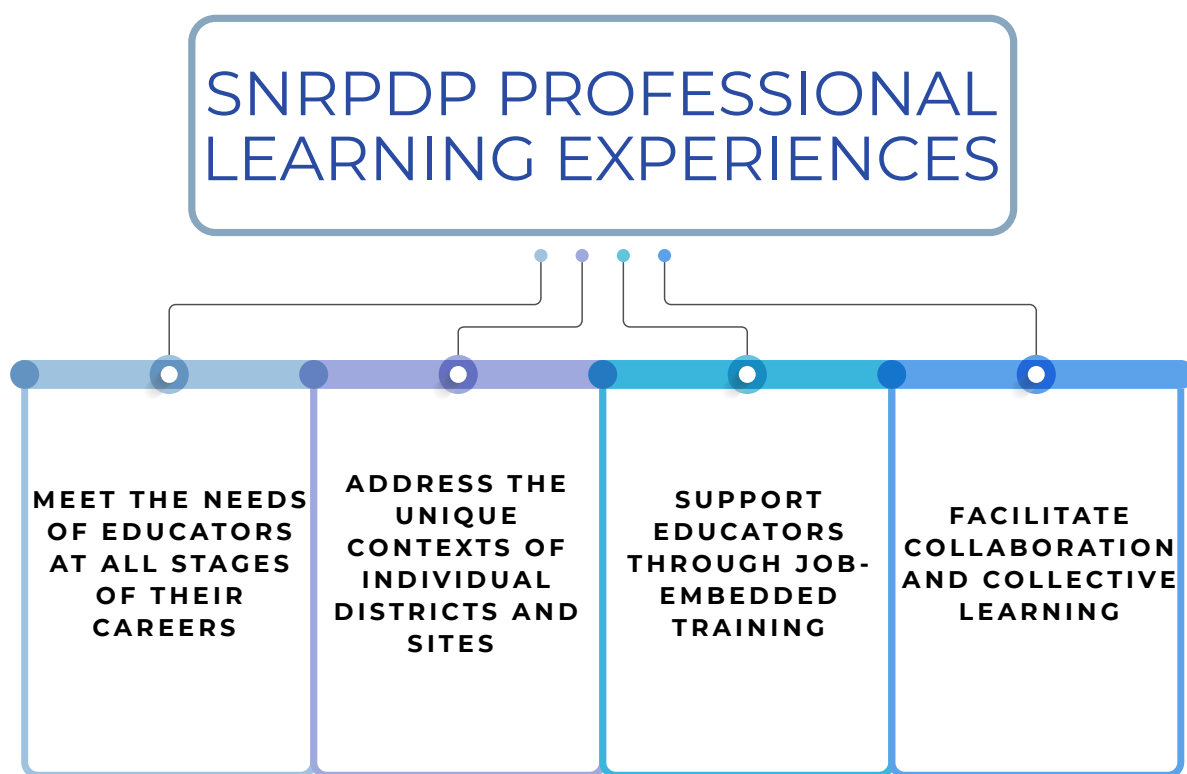 SNRPDP PROFESSIONAL
LEARNING EXPERIENCES
MEET THE NEEDS
OF EDUCATORS
AT ALL STAGES
OF THEIR
CAREERS
ADDRESS THE
UNIQUE
CONTEXTS OF
INDIVIDUAL
DISTRICTS AND
SITES
SUPPORT
EDUCATORS
THROUGH JOB-
EMBEDDED
TRAINING
FACILITATE
COLLABORATION
AND COLLECTIVE
LEARNING